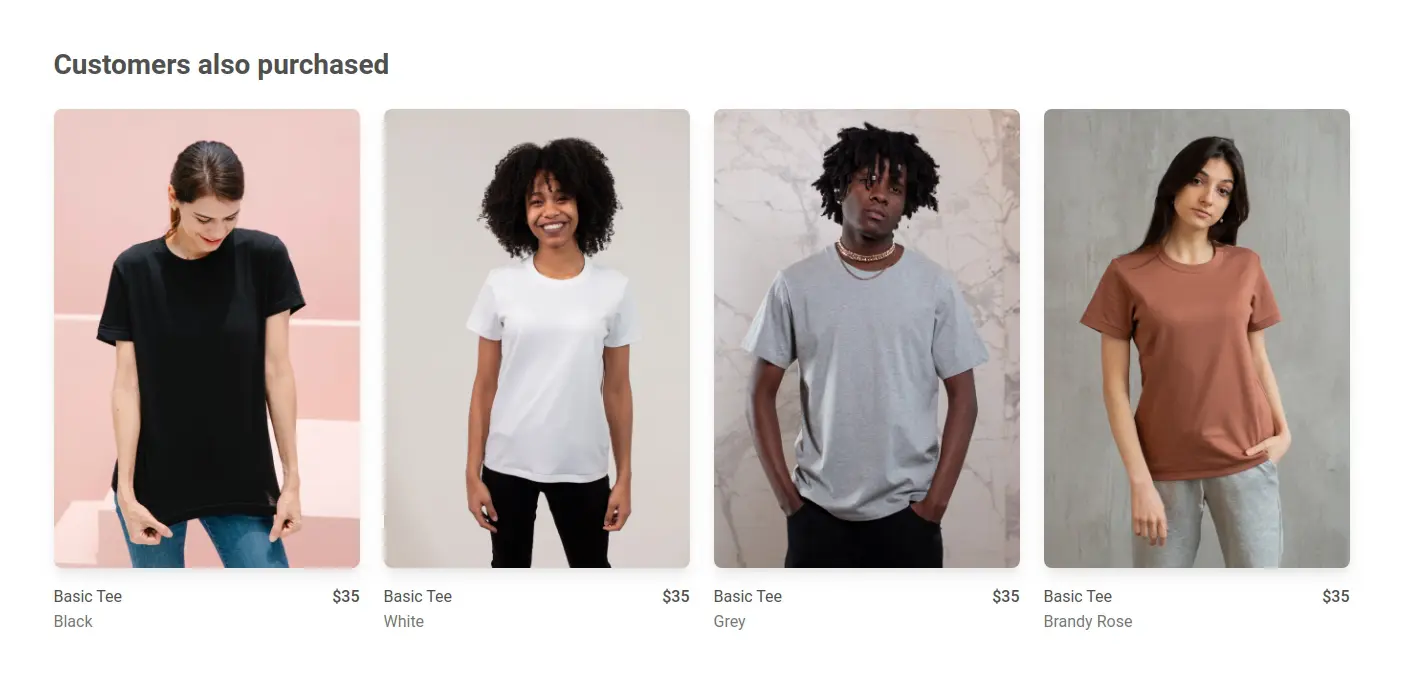 Customers also purchased
Basic Tee $35
Black
Basic Tee $35
White
Basic Tee $35
Grey
Basic Tee $35
Brandy Rose